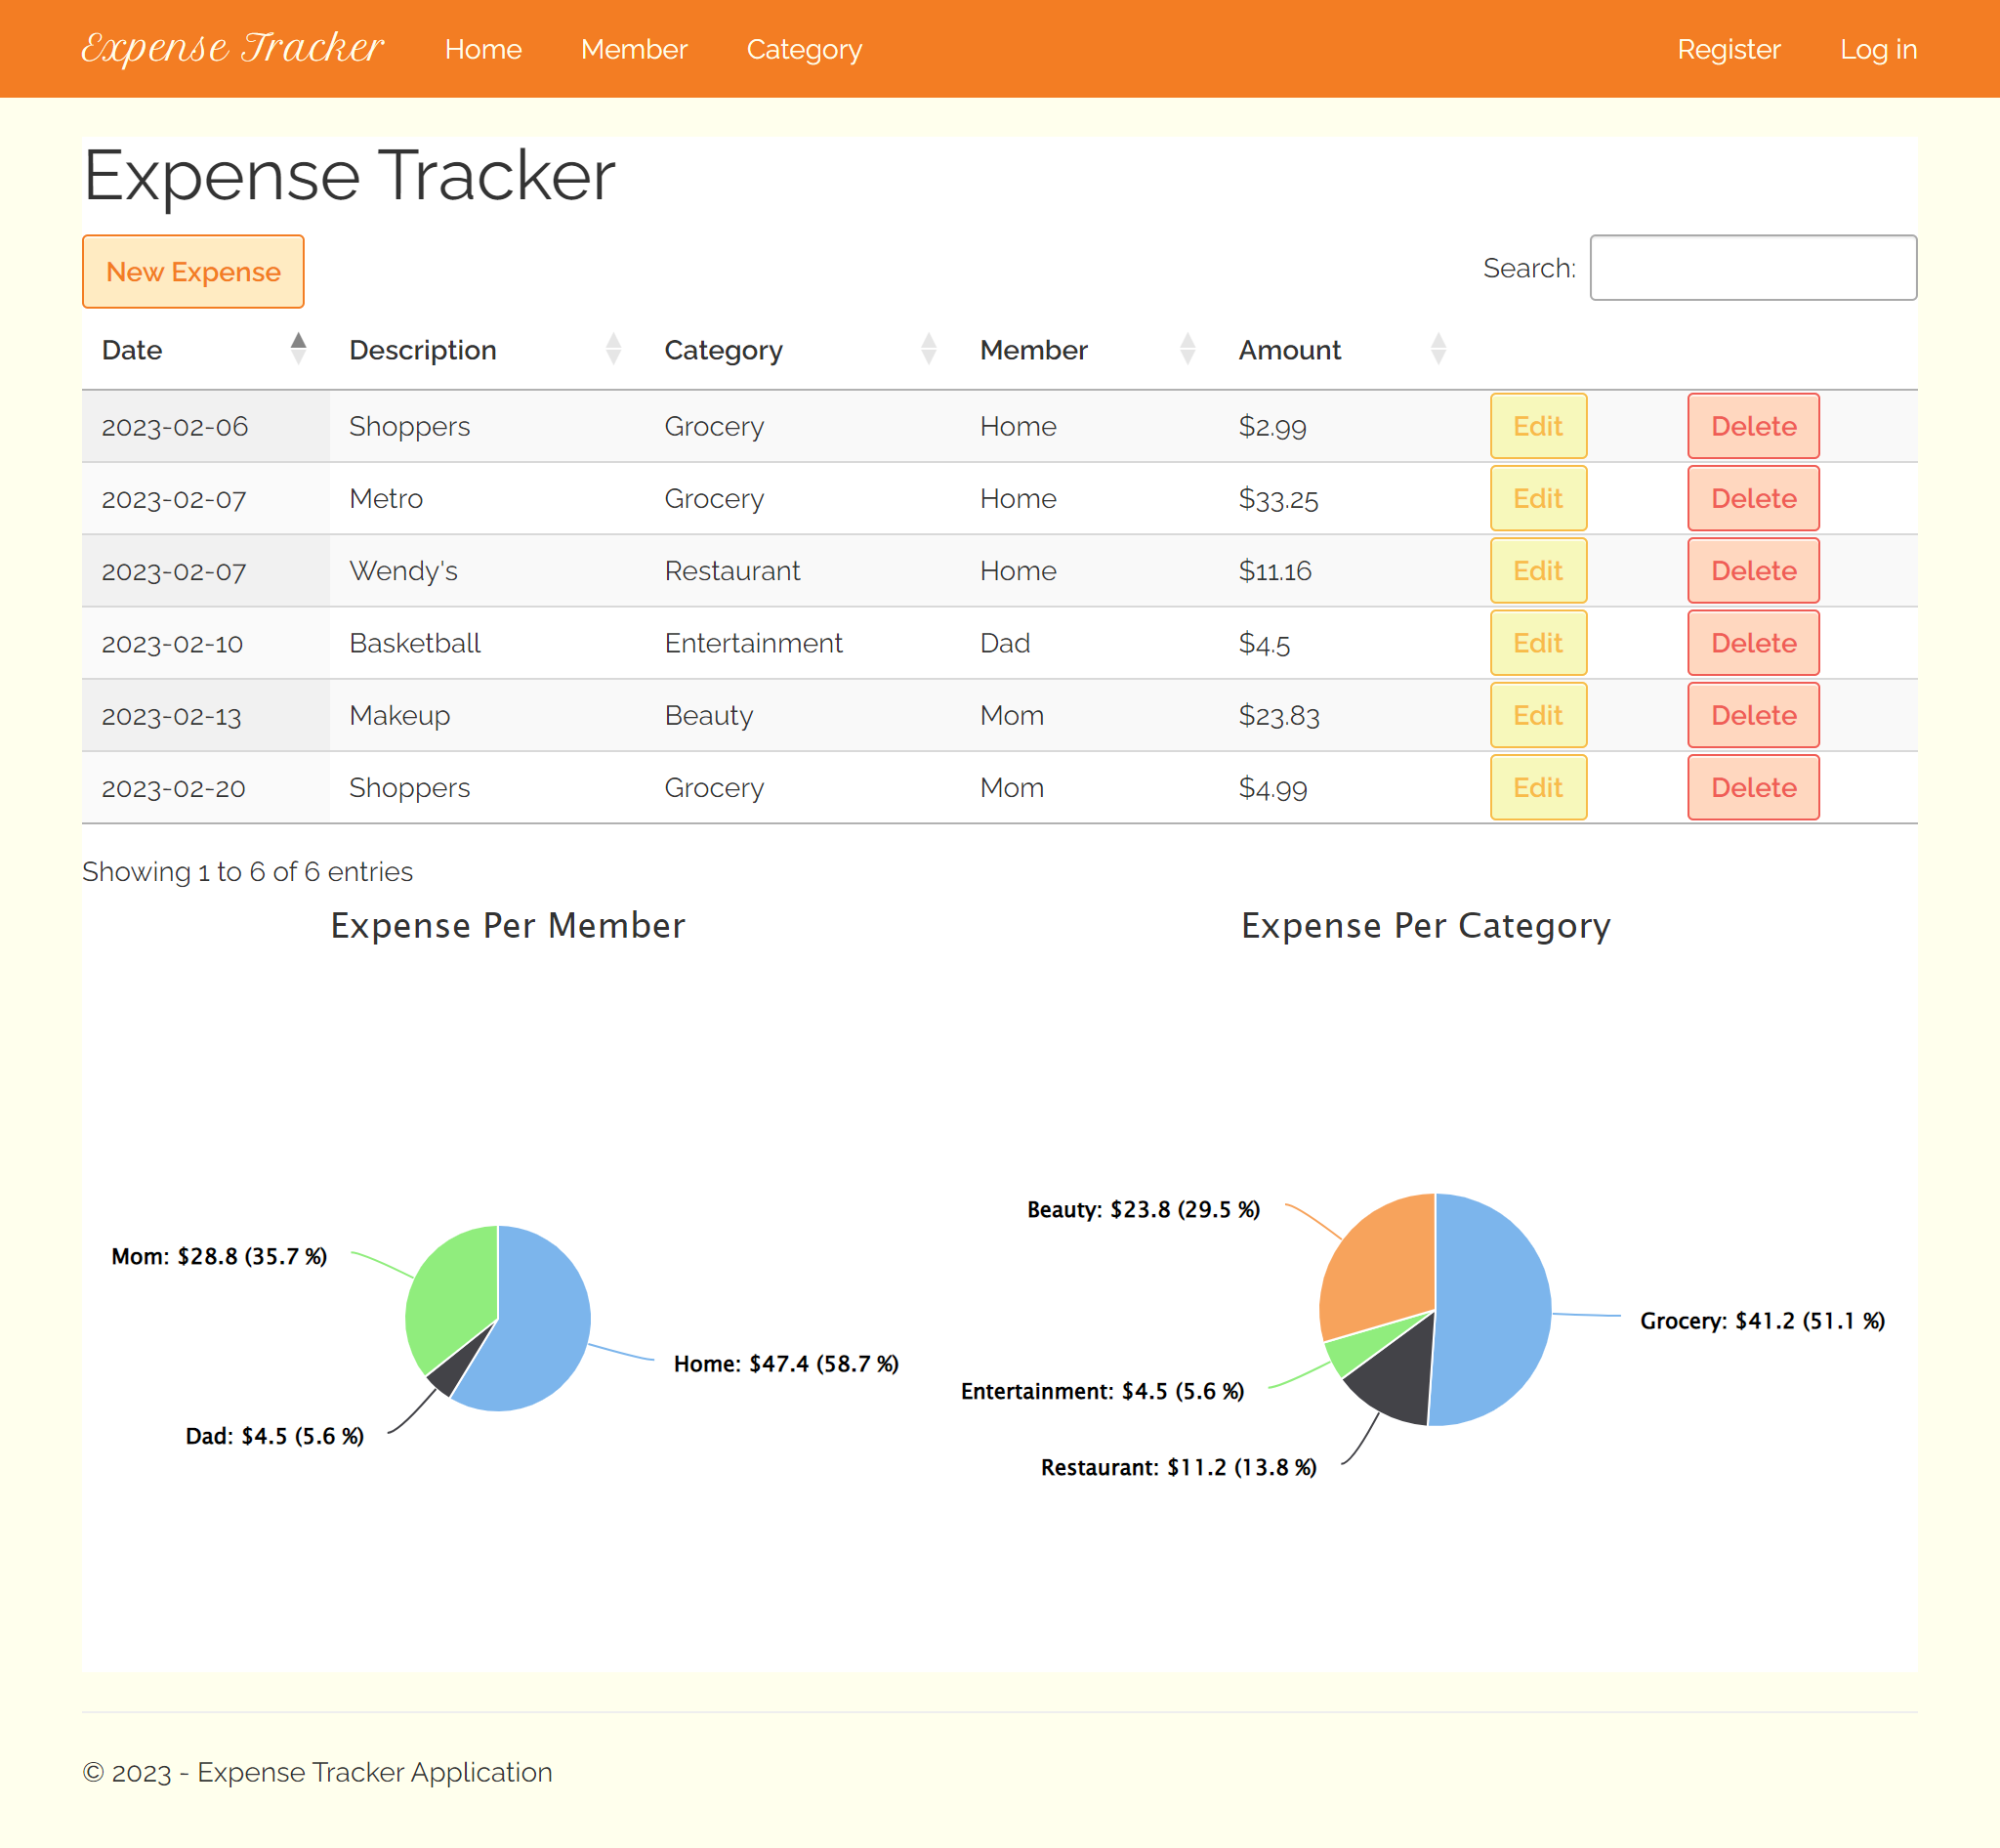 Expense Tracker Home Member Category Register Log in
Expense Tracker
New Expense Search:
Date Description Category Member Amount
2023-02-06 Shoppers Grocery Home $2.99 Edit Delete
2023-02-07 Metro Grocery Home $33.25 Edit Delete
2023-02-07 Wendy's Restaurant Home $11.16 Edit Delete
2023-02-10 Basketball Entertainment Dad $4.5 Edit Delete
2023-02-13 Makeup Beauty Mom $23.83 Edit Delete
2023-02-20 Shoppers Grocery Mom $4.99 Edit Delete
Showing 1 to 6 of 6 entries
Expense Per Member
Mom: $28.8 (35.7 %)
Home: $47.4 (58.7 %)
Dad: $4.5 (5.6 %)
Expense Per Category
Beauty: $23.8 (29.5 %)
Grocery: $41.2 (51.1 %)
Entertainment: $4.5 (5.6 %)
Restaurant: $11.2 (13.8 %)
© 2023 - Expense Tracker Application